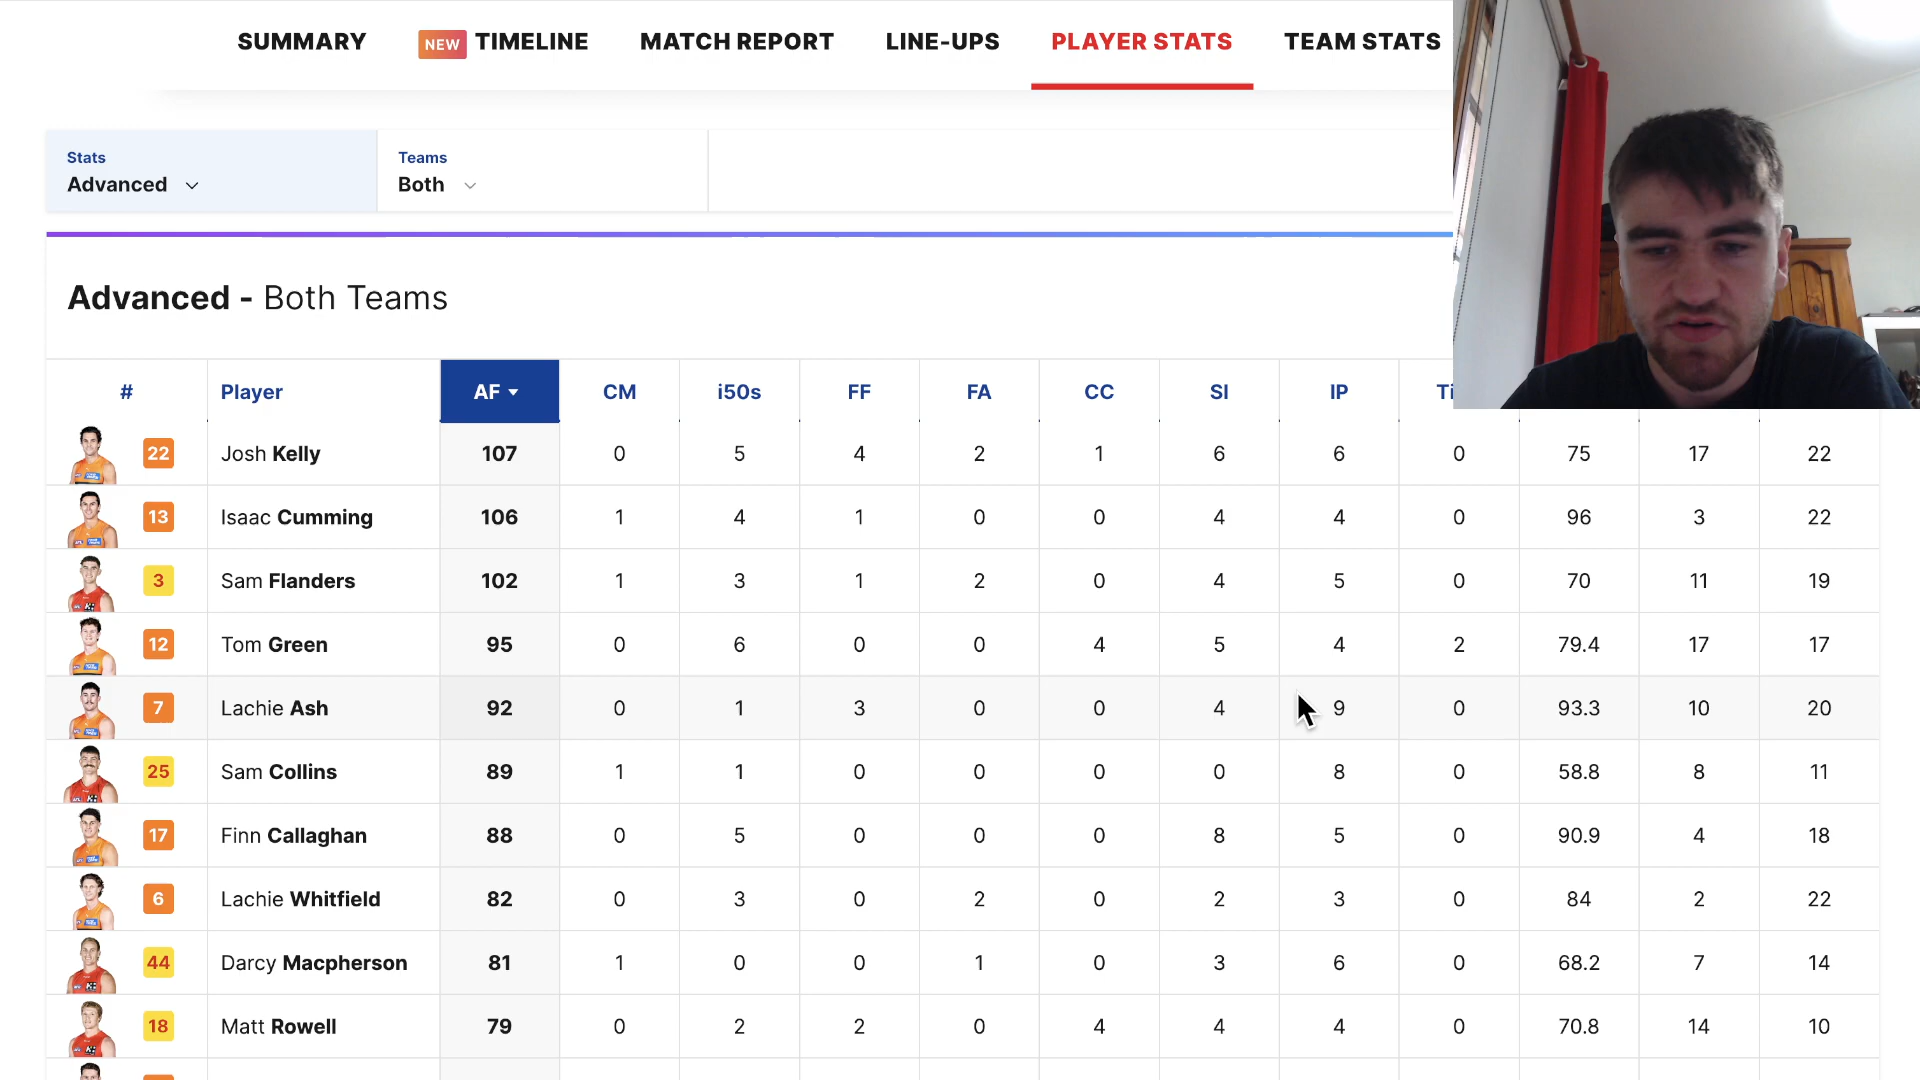 SUMMARY NEW TIMELINE MATCH REPORT LINE-UPS PLAYER STATS TEAM STATS
Stats Teams
Advanced Both
Advanced - Both Teams
# Player AF CM i50s FF FA CC SI IP
22 Josh Kelly 107 0 5 4 2 1 6 6 0 75 17 22
13 Isaac Cumming 106 1 4 1 0 0 4 4 0 96 3 22
3 Sam Flanders 102 1 3 1 2 0 4 5 0 70 11 19
12 Tom Green 95 0 6 0 0 4 5 4 2 79.4 17 17
7 Lachie Ash 92 0 1 3 0 0 4 9 0 93.3 10 20
25 Sam Collins 89 1 1 0 0 0 0 8 0 58.8 8 11
17 Finn Callaghan 88 0 5 0 0 0 8 5 0 90.9 4 18
6 Lachie Whitfield 82 0 3 0 2 0 2 3 0 84 2 22
44 Darcy Macpherson 81 1 0 0 1 0 3 6 0 68.2 7 14
18 Matt Rowell 79 0 2 2 0 4 4 4 0 70.8 14 10